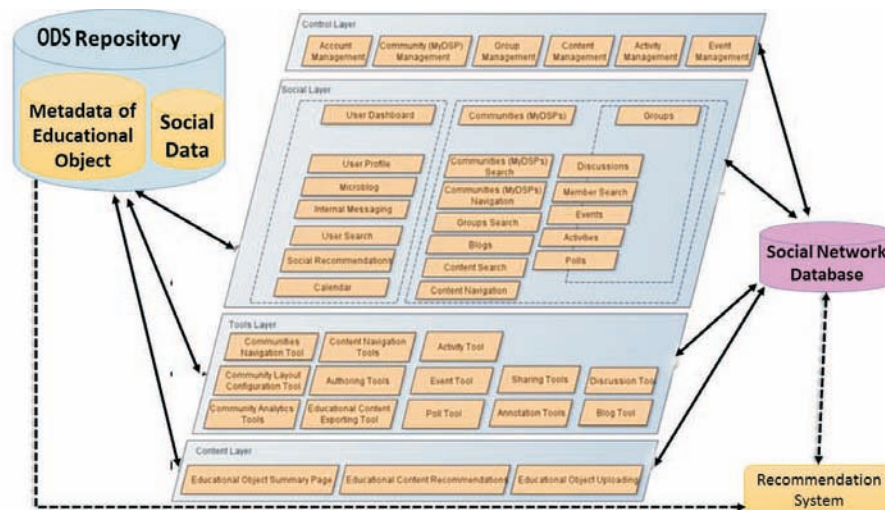 ODS Repository
Metadata of
Educational
Object
Social
Data
Control Layer
Account
Management
Community (MyDSP)
Management
Group
Management
Content
Management
Activity
Management
Event
Management
Social Layer
User Dashboard
Communities (MyDSPs)
Groups
User Profile
Microblog
Internal Messaging
User Search
Social Recommendations
Calendar
Communities (MyDSPs)
Search
Communities (MyDSPs)
Navigation
Groups Search
Blogs
Content Search
Content Navigation
Discussions
Member Search
Events
Activities
Polls
Social Network
Database
Tools Layer
Communities
Navigation Tool
Content Navigation
Tools
Activity Tool
Community Layout
Configuration Tool
Authoring Tools
Event Tool
Sharing Tools
Discussion Tool
Community Analytics
Tools
Educational Content
Exporting Tool
Poll Tool
Annotation Tools
Blog Tool
Content Layer
Educational Object Summary Page
Educational Content Recommendations
Educational Object Uploading
Recommendation
System